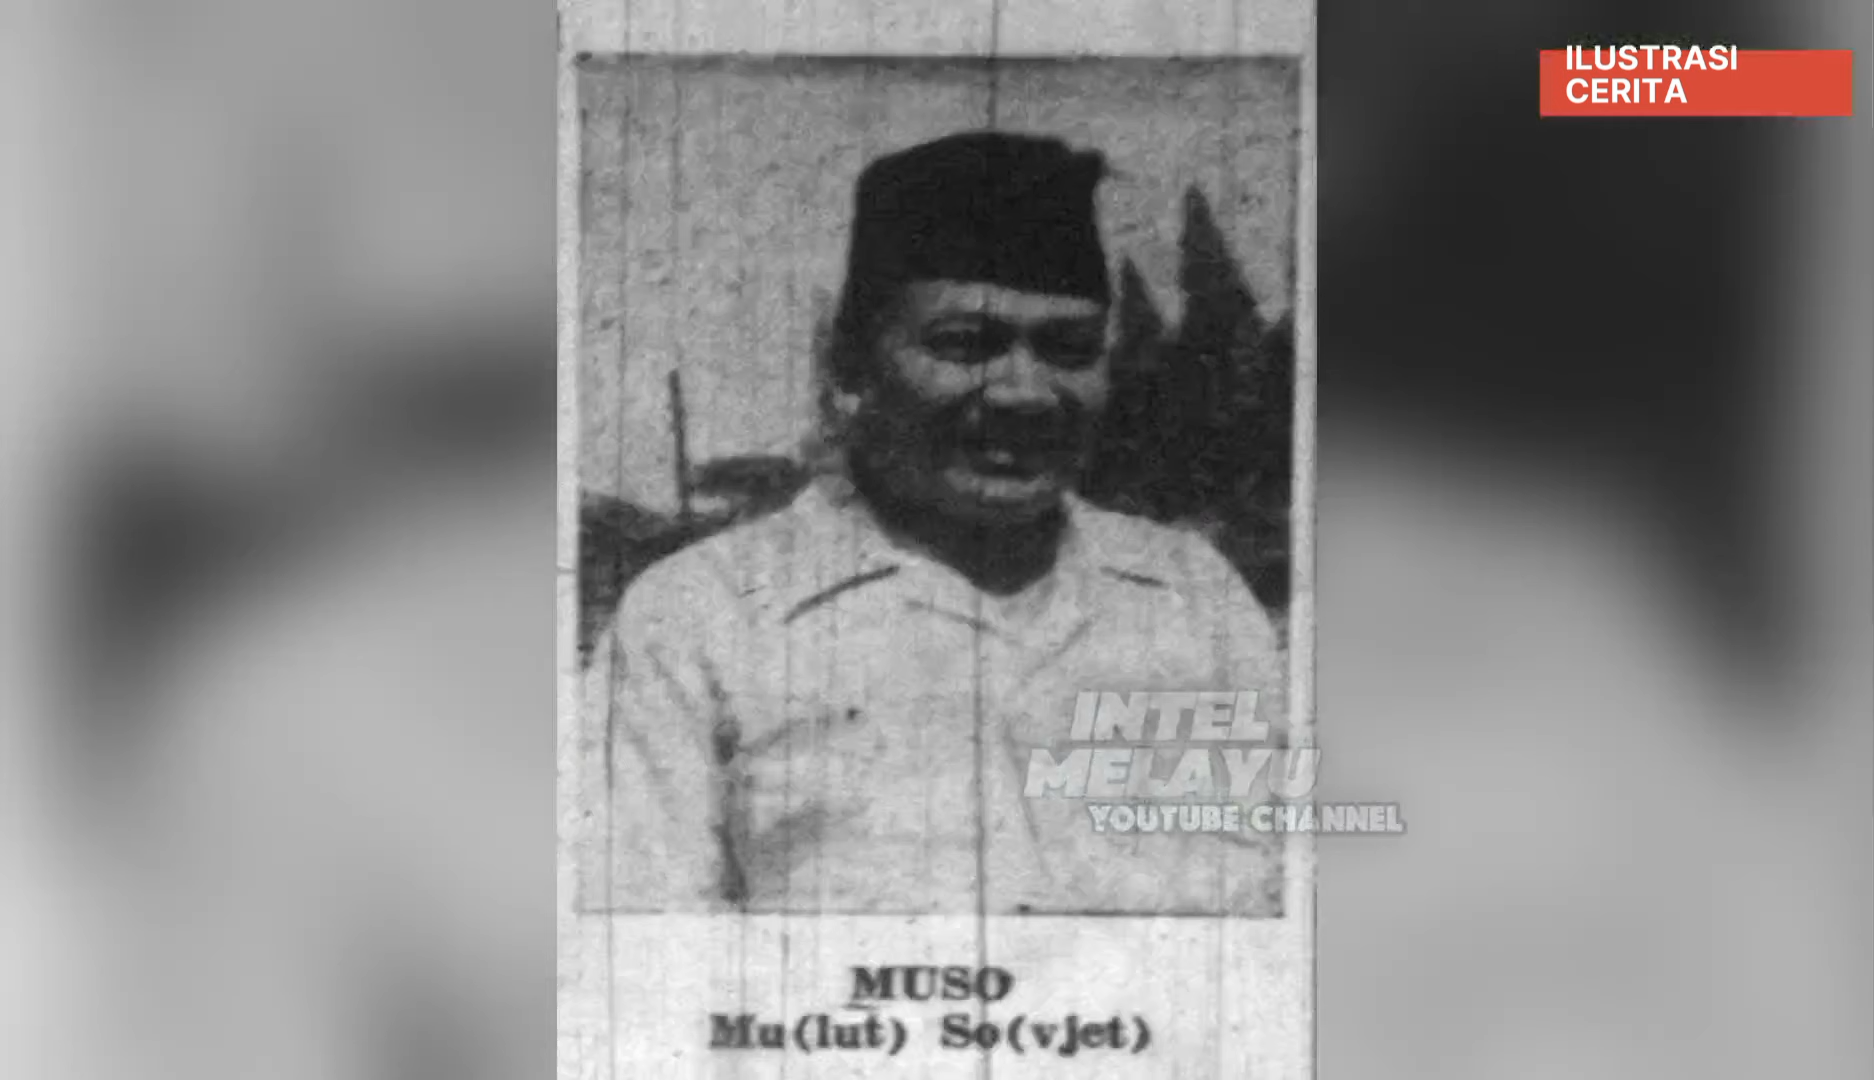 ILUSTRASI
CERITA
INTEL
MELAYU
YOUTUBE CHANNEL
MUSO
Mu(lut) So(vjet)